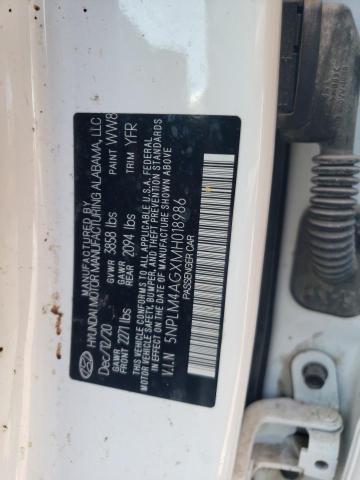 MANUFACTURED BY
HYUNDAI MOTOR MANUFACTURING ALABAMA, LLC
Dec/12/20 GVWR 3858 lbs PAINT WW8
GAWR FRONT 2271 lbs GAWR REAR 2094 lbs TRIM YFR
THIS VEHICLE CONFORMS TO ALL APPLICABLE U.S.A. FEDERAL
MOTOR VEHICLE SAFETY, BUMPER, AND THEFT PREVENTION
STANDARDS IN EFFECT ON THE DATE OF MANUFACTURE SHOWN ABOVE
V.I.N 5NPLM4AGXMH018986
PASSENGER CAR